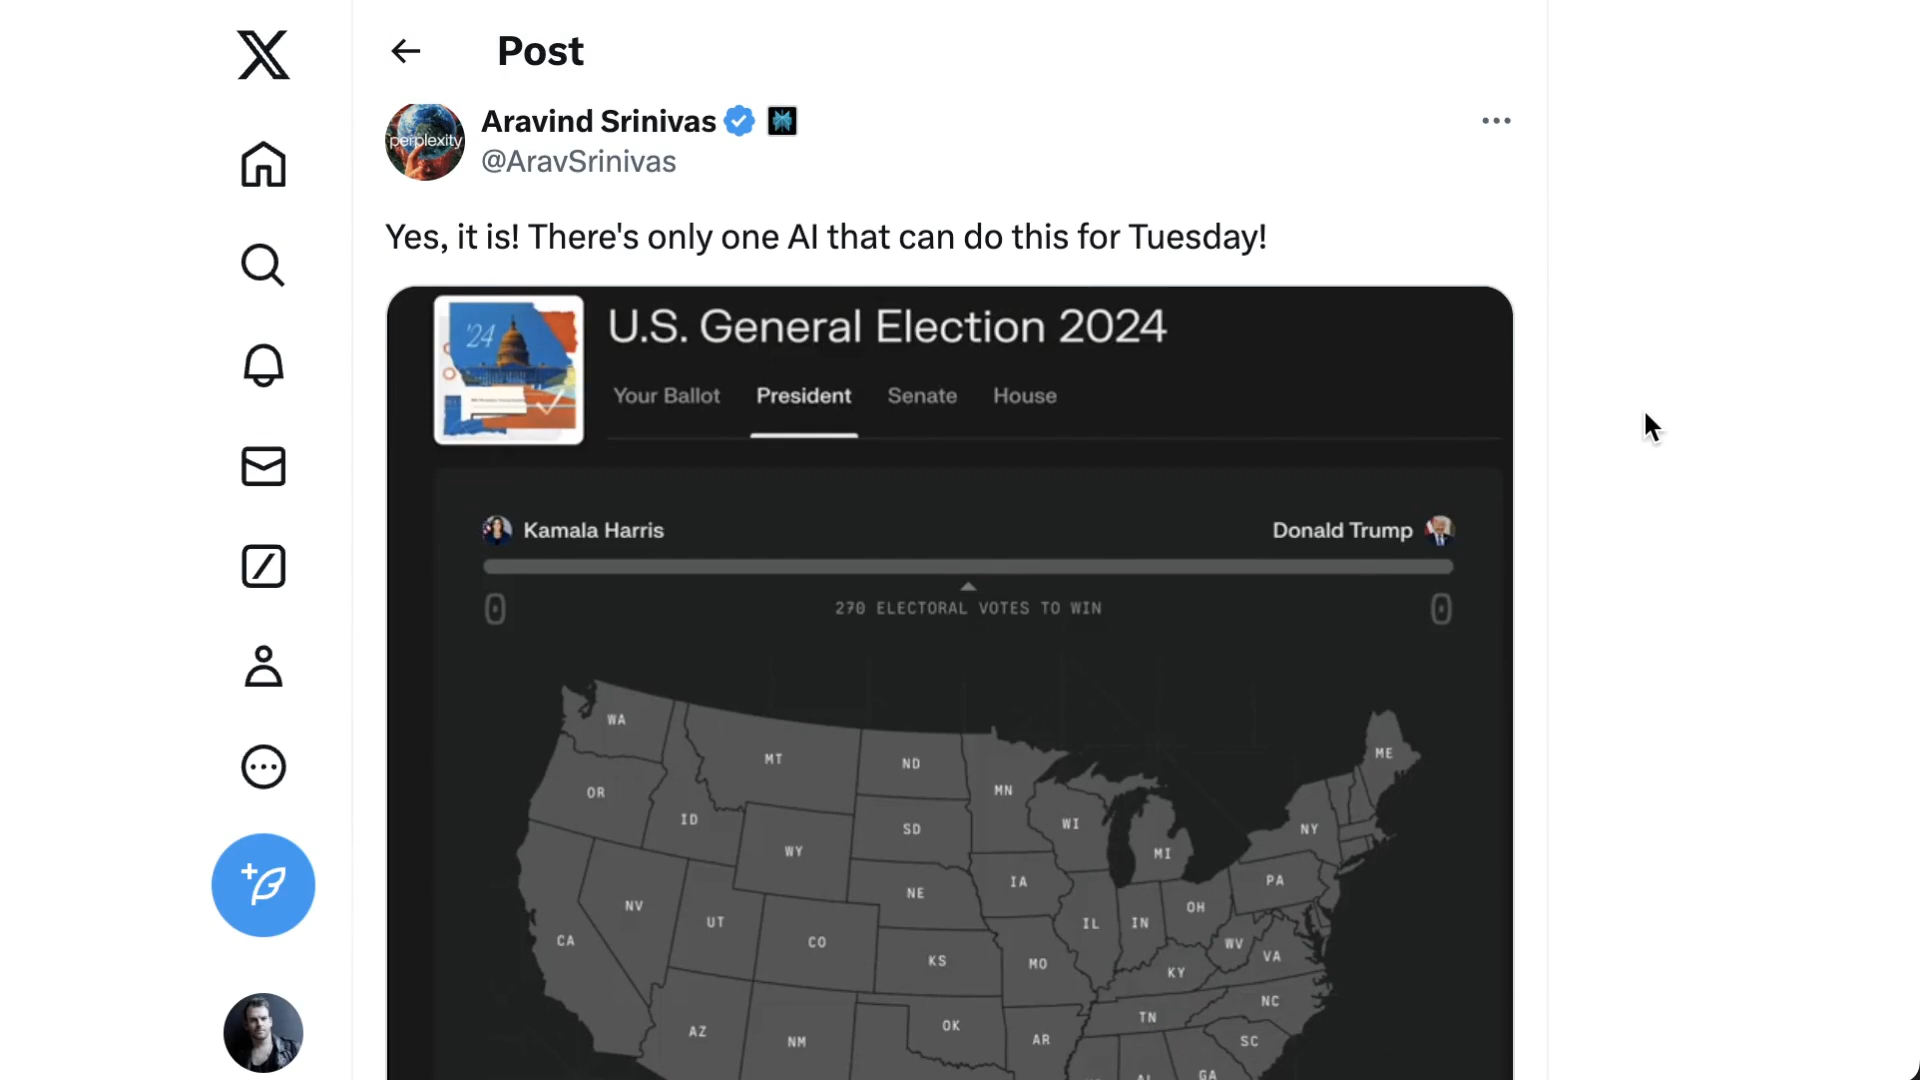 Post
perplexity
Aravind Srinivas
@AravSrinivas
Yes, it is! There's only one AI that can do this for Tuesday!
'24
U.S. General Election 2024
Your Ballot President Senate House
Kamala Harris Donald Trump
0 270 ELECTORAL VOTES TO WIN 0
WA
MT
ND
ME
OR
MN
ID
SD
WI
NY
WY
MI
NE
IA
PA
NV
UT
IL
IN
OH
CA
CO
WV
KS
MO
KY
VA
AZ
NM
OK
AR
TN
NC
SC
GA